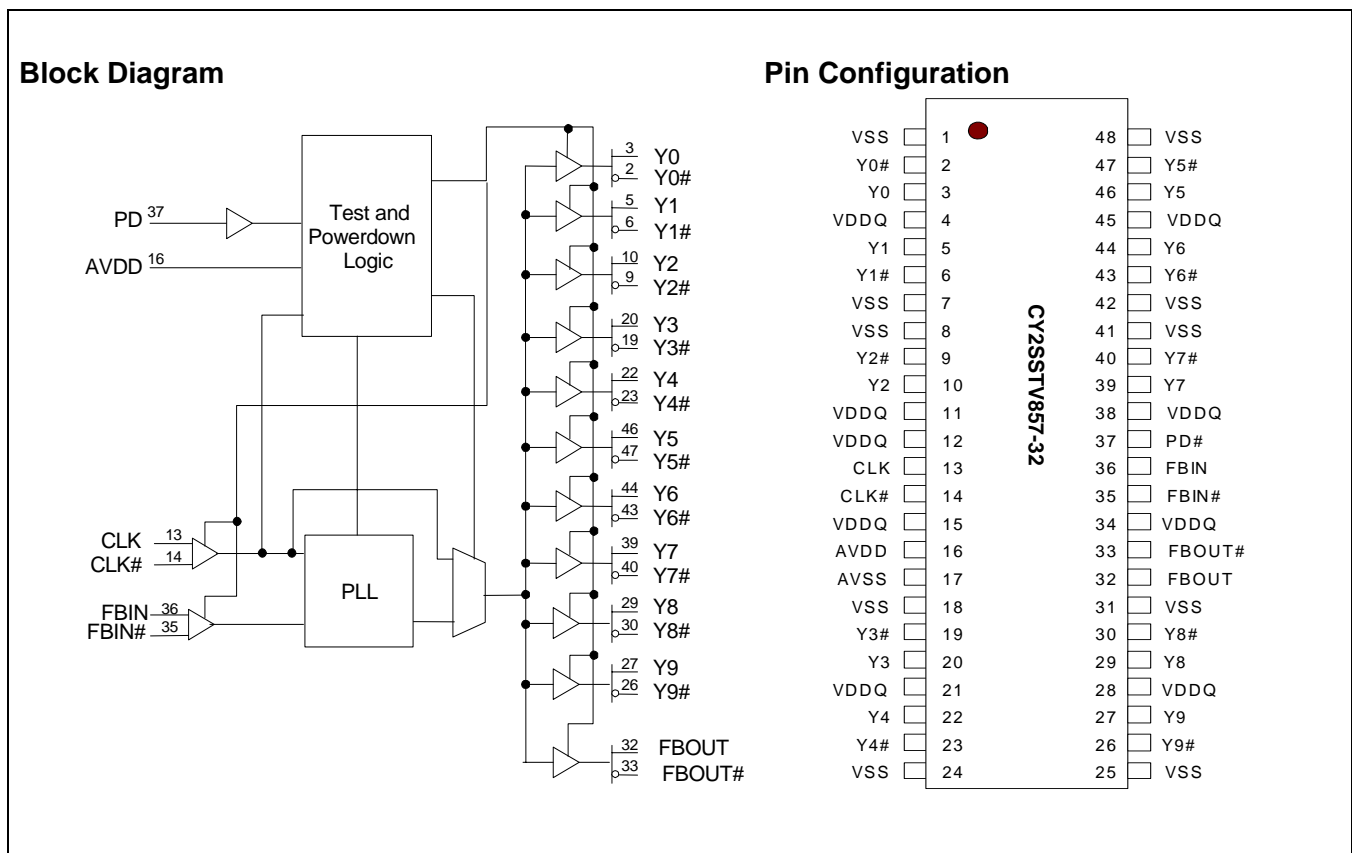 Block Diagram
Pin Configuration
Test and
Powerdown
Logic
PD 37
AVDD 16
CLK 13
CLK# 14
FBIN 36
FBIN# 35
PLL
3 Y0
2 Y0#
5 Y1
6 Y1#
10 Y2
9 Y2#
20 Y3
19 Y3#
22 Y4
23 Y4#
46 Y5
47 Y5#
44 Y6
43 Y6#
39 Y7
40 Y7#
29 Y8
30 Y8#
27 Y9
26 Y9#
32 FBOUT
33 FBOUT#
CY2SSTV857-32
VSS 1 48 VSS
Y0# 2 47 Y5#
Y0 3 46 Y5
VDDQ 4 45 VDDQ
Y1 5 44 Y6
Y1# 6 43 Y6#
VSS 7 42 VSS
VSS 8 41 VSS
Y2# 9 40 Y7#
Y2 10 39 Y7
VDDQ 11 38 VDDQ
VDDQ 12 37 PD#
CLK 13 36 FBIN
CLK# 14 35 FBIN#
VDDQ 15 34 VDDQ
AVDD 16 33 FBOUT#
AVSS 17 32 FBOUT
VSS 18 31 VSS
Y3# 19 30 Y8#
Y3 20 29 Y8
VDDQ 21 28 VDDQ
Y4 22 27 Y9
Y4# 23 26 Y9#
VSS 24 25 VSS